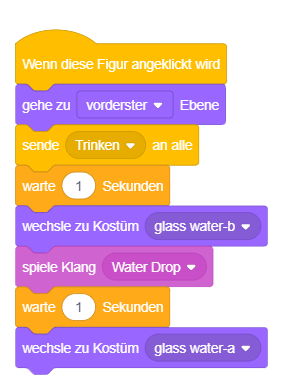 Wenn diese Figur angeklickt wird
gehe zu vorderster Ebene
sende Trinken an alle
warte 1 Sekunden
wechsle zu Kostüm glass water-b
spiele Klang Water Drop
warte 1 Sekunden
wechsle zu Kostüm glass water-a